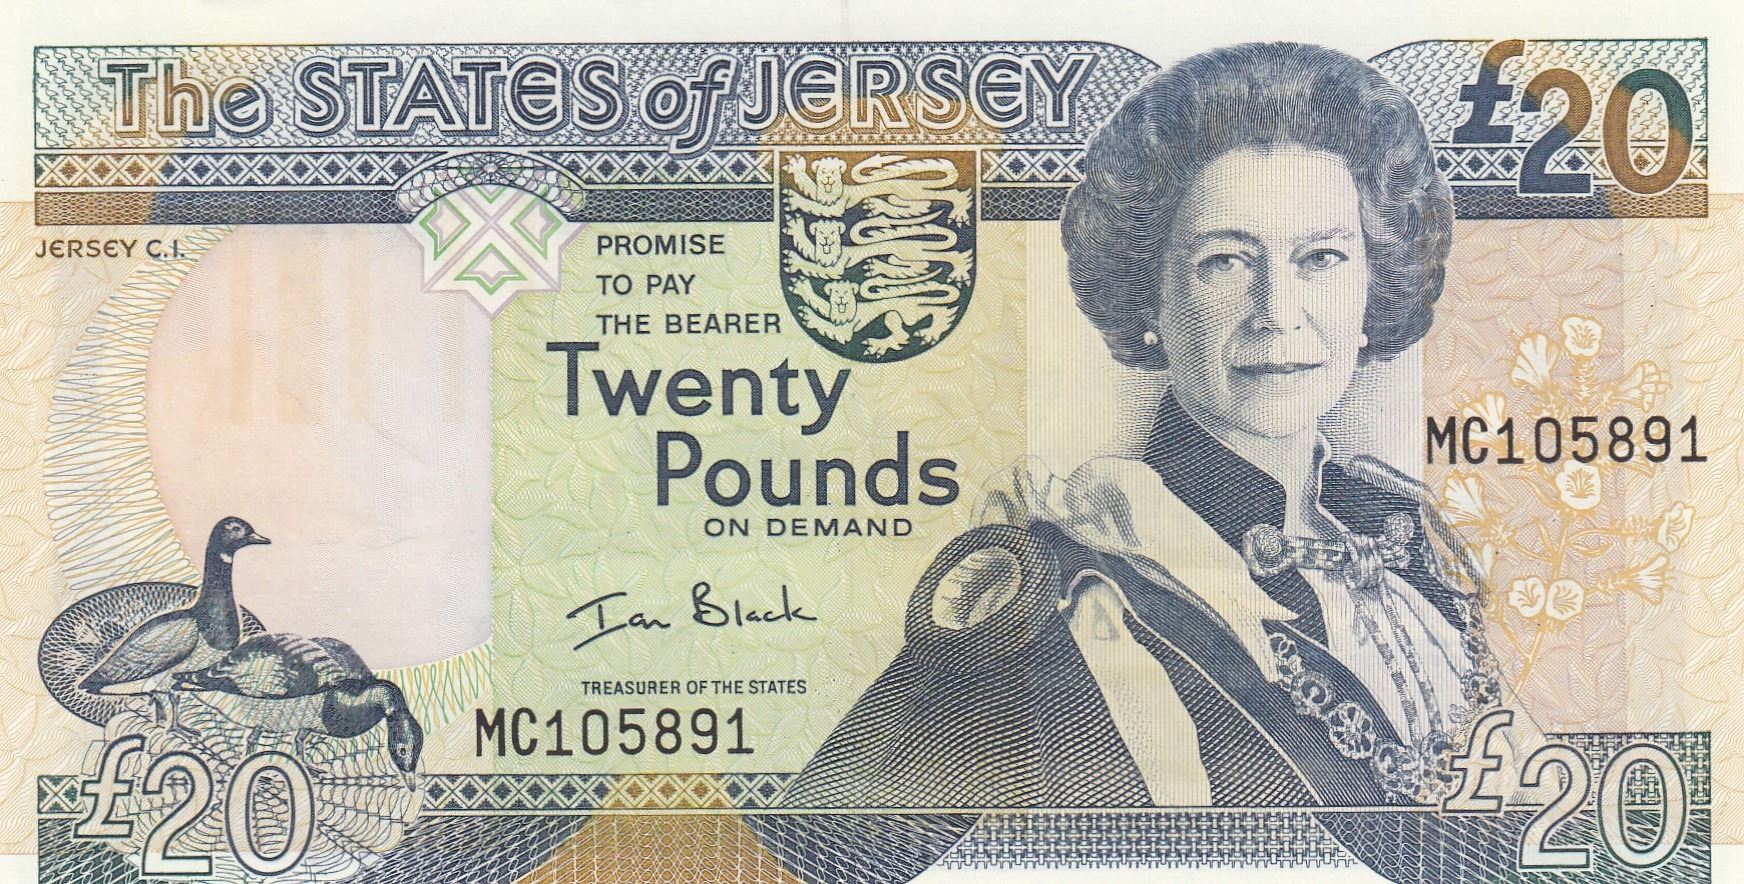 The STATES of JERSEY
£20
JERSEY C.I.
PROMISE
TO PAY
THE BEARER
Twenty
Pounds
ON DEMAND
MC105891
Ian Black
TREASURER OF THE STATES
MC105891
£20
£20